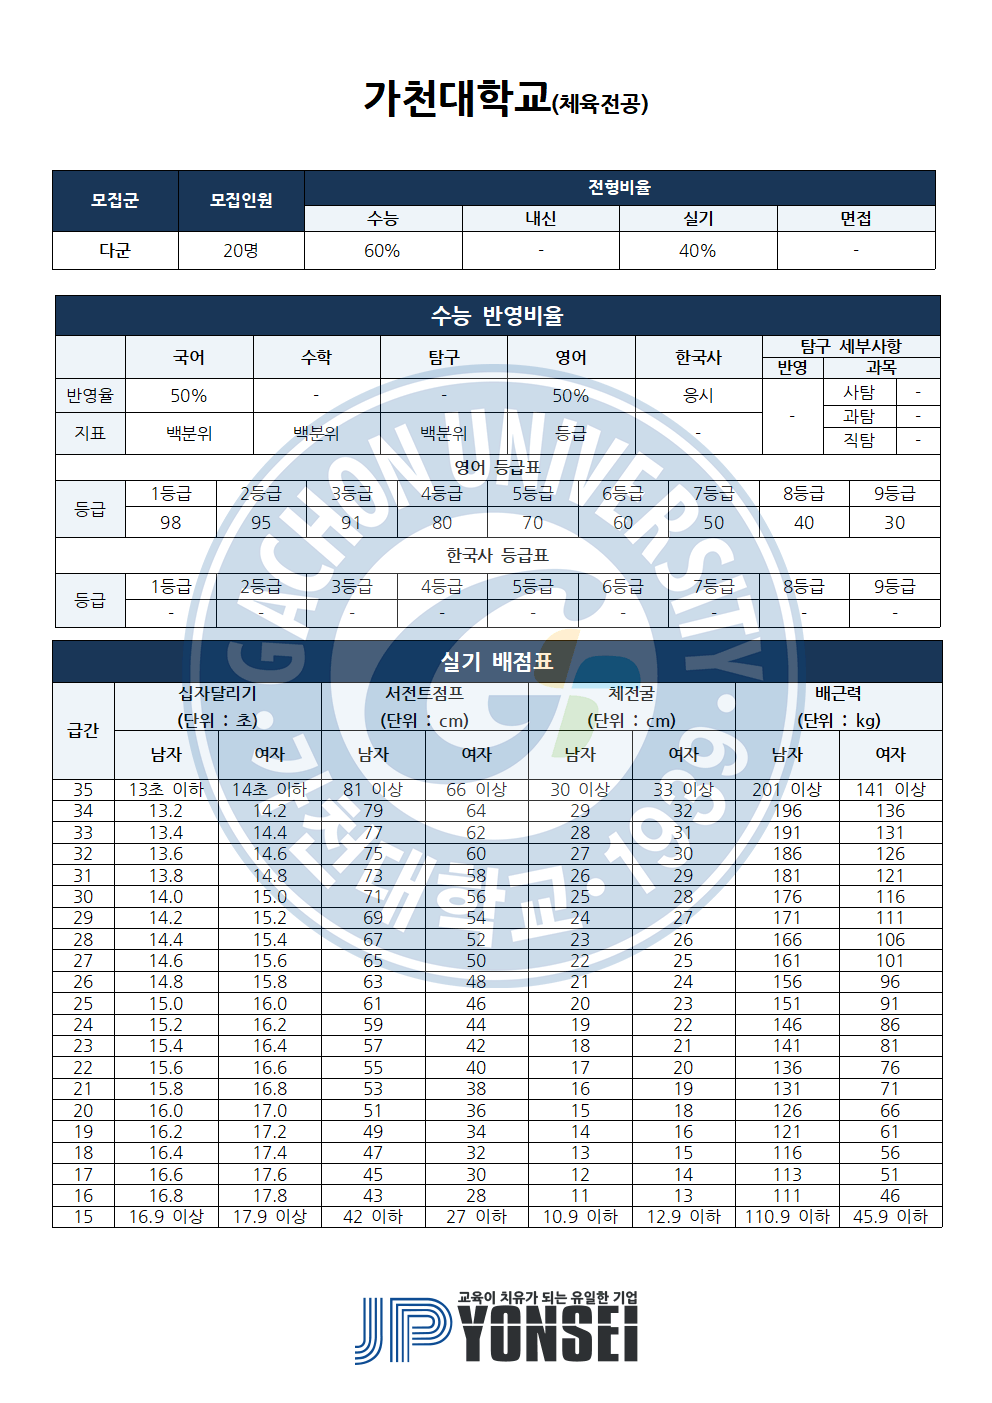 가천대학교(체육전공)
모집군 모집인원 전형비율
수능 내신 실기 면접
다군 20명 60% - 40% -
수능 반영비율
국어 수학 탐구 영어 한국사 탐구 세부사항
반영 과목
반영율 50% - - 50% 응시 - 사탐 -
과탐 -
지표 백분위 백분위 백분위 등급 - 직탐 -
영어 등급표
등급 1등급 2등급 3등급 4등급 5등급 6등급 7등급 8등급 9등급
98 95 91 80 70 60 50 40 30
한국사 등급표
등급 1등급 2등급 3등급 4등급 5등급 6등급 7등급 8등급 9등급
- - - - - - - - -
실기 배점표
급간 십자달리기 서전트점프 체전굴 배근력
(단위 : 초) (단위 : cm) (단위 : cm) (단위 : kg)
남자 여자 남자 여자 남자 여자 남자 여자
35 13초 이하 14초 이하 81 이상 66 이상 30 이상 33 이상 201 이상 141 이상
34 13.2 14.2 79 64 29 32 196 136
33 13.4 14.4 77 62 28 31 191 131
32 13.6 14.6 75 60 27 30 186 126
31 13.8 14.8 73 58 26 29 181 121
30 14.0 15.0 71 56 25 28 176 116
29 14.2 15.2 69 54 24 27 171 111
28 14.4 15.4 67 52 23 26 166 106
27 14.6 15.6 65 50 22 25 161 101
26 14.8 15.8 63 48 21 24 156 96
25 15.0 16.0 61 46 20 23 151 91
24 15.2 16.2 59 44 19 22 146 86
23 15.4 16.4 57 42 18 21 141 81
22 15.6 16.6 55 40 17 20 136 76
21 15.8 16.8 53 38 16 19 131 71
20 16.0 17.0 51 36 15 18 126 66
19 16.2 17.2 49 34 14 16 121 61
18 16.4 17.4 47 32 13 15 116 56
17 16.6 17.6 45 30 12 14 113 51
16 16.8 17.8 43 28 11 13 111 46
15 16.9 이상 17.9 이상 42 이하 27 이하 10.9 이하 12.9 이하 110.9 이하 45.9 이하
GACHON UNIVERSITY
가천대학교·1939
교육이 치유가 되는 유일한 기업
JP YONSEI